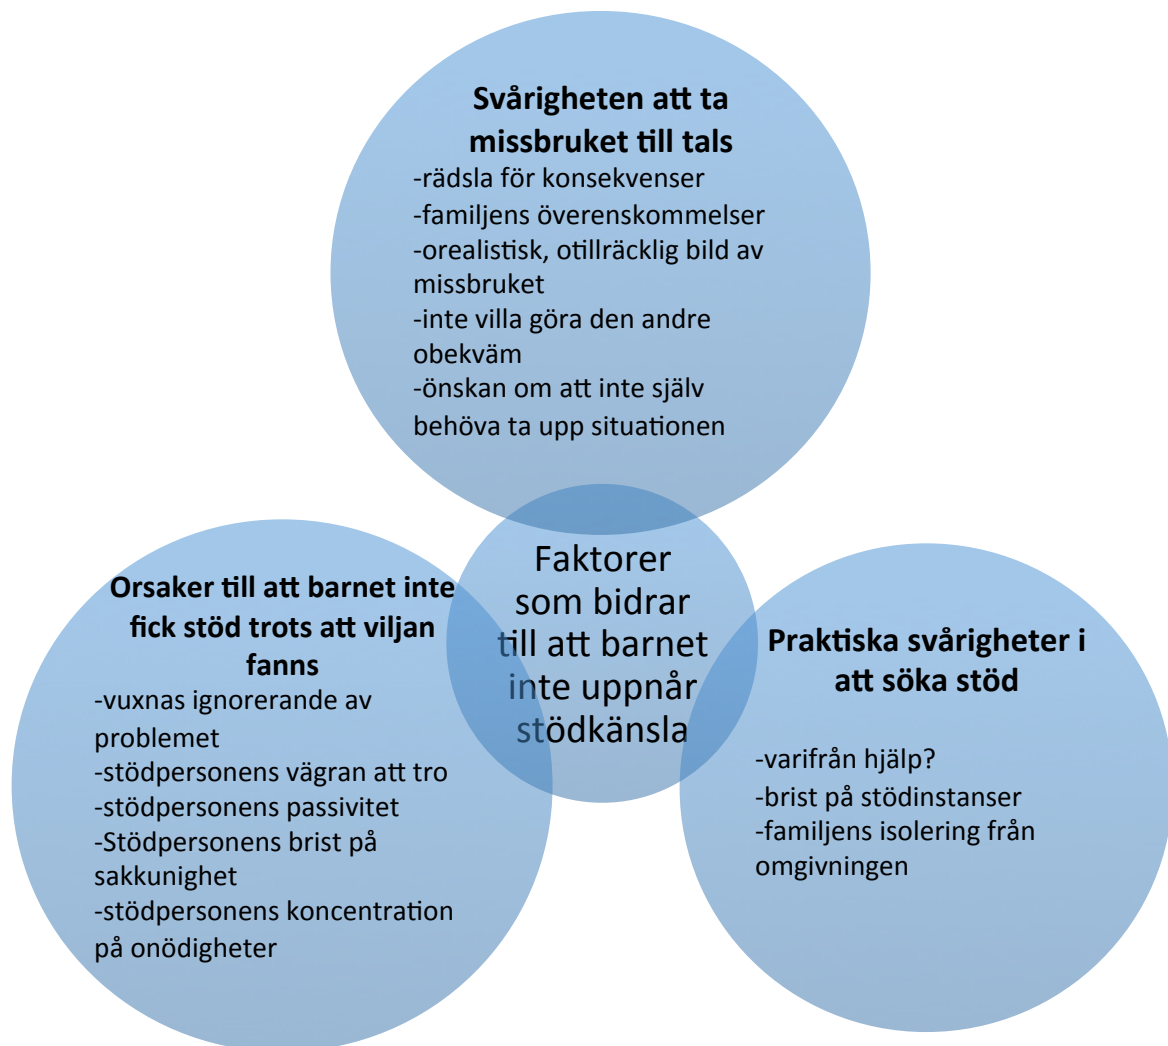 Svårigheten att ta
missbruket till tals
-rädsla för konsekvenser
-familjens överenskommelser
-orealistisk, otillräcklig bild av
missbruket
-inte villa göra den andre
obekväm
-önskan om att inte själv
behöva ta upp situationen
Faktorer
som bidrar
till att barnet
inte uppnår
stödkänsla
Orsaker till att barnet inte
fick stöd trots att viljan
fanns
-vuxnas ignorerande av
problemet
-stödpersonens vägran att tro
-stödpersonens passivitet
-Stödpersonens brist på
sakkunighet
-stödpersonens koncentration
på onödigheter
Praktiska svårigheter i
att söka stöd
-varifrån hjälp?
-brist på stödinstanser
-familjens isolering från
omgivningen